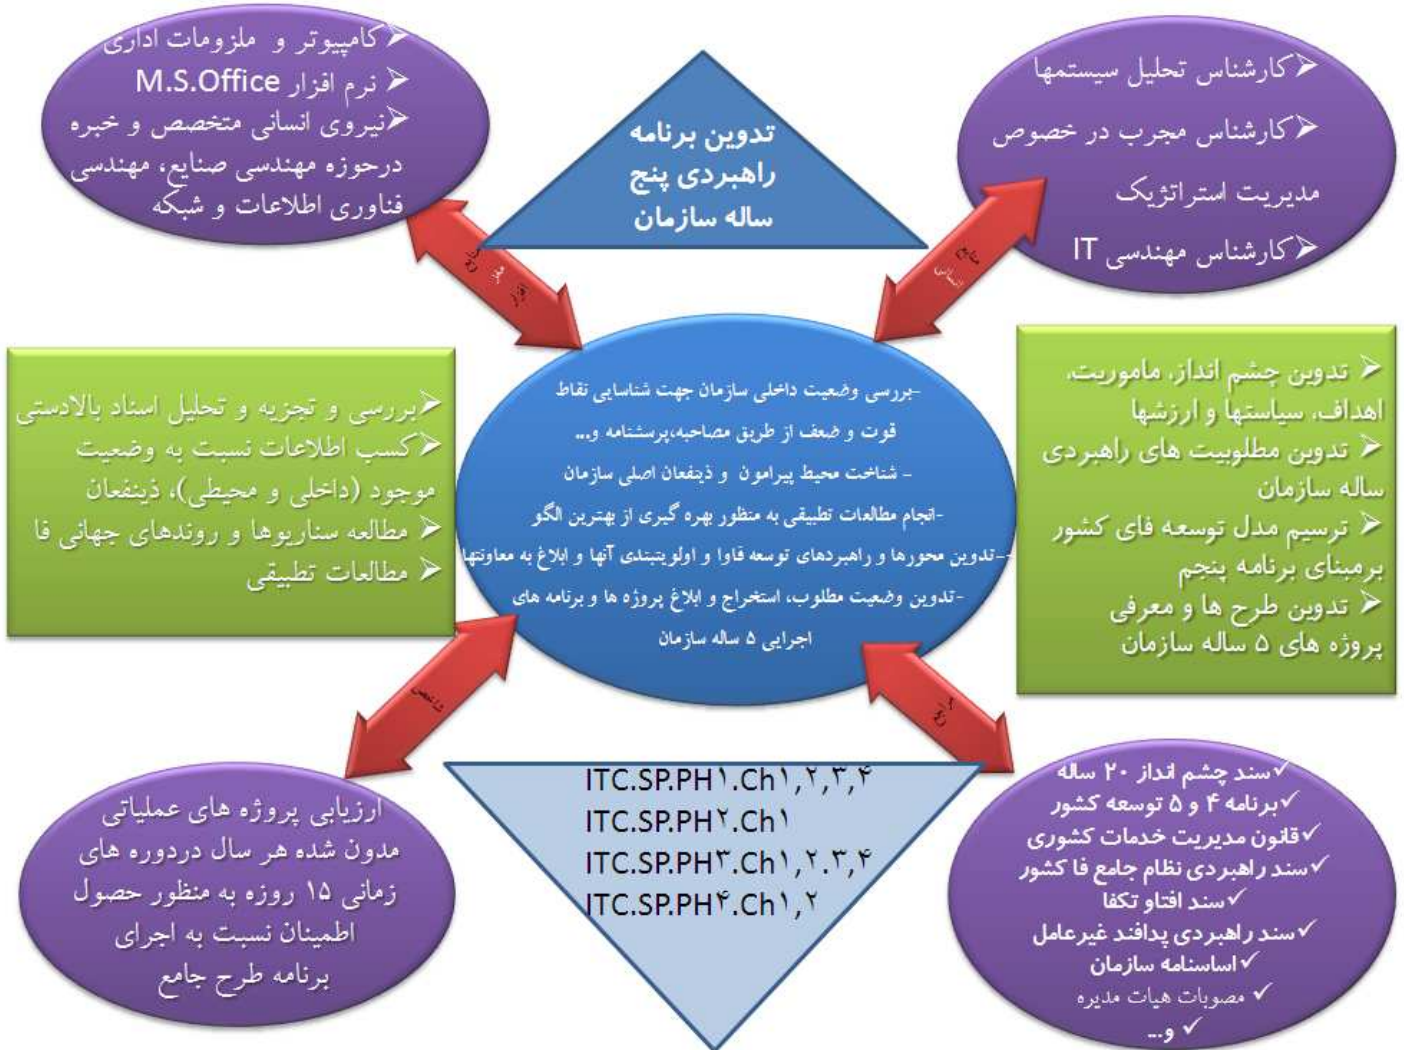 کامپیوتر و ملزومات اداری
نرم افزار M.S.Office
نیروی انسانی متخصص و خبره
درحوزه مهندسی صنایع، مهندسی
فناوری اطلاعات و شبکه
تدوین برنامه
راهبردی پنج
ساله سازمان
کارشناس تحلیل سیستمها
کارشناس مجرب در خصوص
مدیریت استراتژیک
کارشناس مهندسی IT
منابع
انسانی
افزار
بررسی و تجزیه و تحلیل اسناد بالادستی
کسب اطلاعات نسبت به وضعیت
موجود (داخلی و محیطی)، ذینفعان
مطالعه سناریوها و روندهای جهانی فا
مطالعات تطبیقی
-بررسی وضعیت داخلی سازمان جهت شناسایی نقاط
قوت و ضعف از طریق مصاحبه،پرسشنامه و...
- شناخت محیط پیرامون و ذینفعان اصلی سازمان
-انجام مطالعات تطبیقی به منظور بهره گیری از بهترین الگو
--تدوین محورها و راهبردهای توسعه فاوا و اولویتبندی آنها و ابلاغ به معاونتها
-تدوین وضعیت مطلوب، استخراج و ابلاغ پروژه ها و برنامه های
اجرایی ۵ ساله سازمان
تدوین چشم انداز، ماموریت،
اهداف، سیاستها و ارزشها
تدوین مطلوبیت های راهبردی
ساله سازمان
ترسیم مدل توسعه فای کشور
برمبنای برنامه پنجم
تدوین طرح ها و معرفی
پروژه های ۵ ساله سازمان
شاخص
ارزیابی پروژه های عملیاتی
مدون شده هر سال دردوره های
زمانی ۱۵ روزه به منظور حصول
اطمینان نسبت به اجرای
برنامه طرح جامع
ITC.SP.PH۱.Ch۱,۲,۳,۴
ITC.SP.PH۲.Ch۱
ITC.SP.PH۳.Ch۱,۲.۳,۴
ITC.SP.PH۴.Ch۱,۲
سند چشم انداز ۲۰ ساله
برنامه ۴ و ۵ توسعه کشور
قانون مدیریت خدمات کشوری
سند راهبردی نظام جامع فا کشور
سند افتاو تکفا
سند راهبردی پدافند غیرعامل
اساسنامه سازمان
مصوبات هیات مدیره
و...